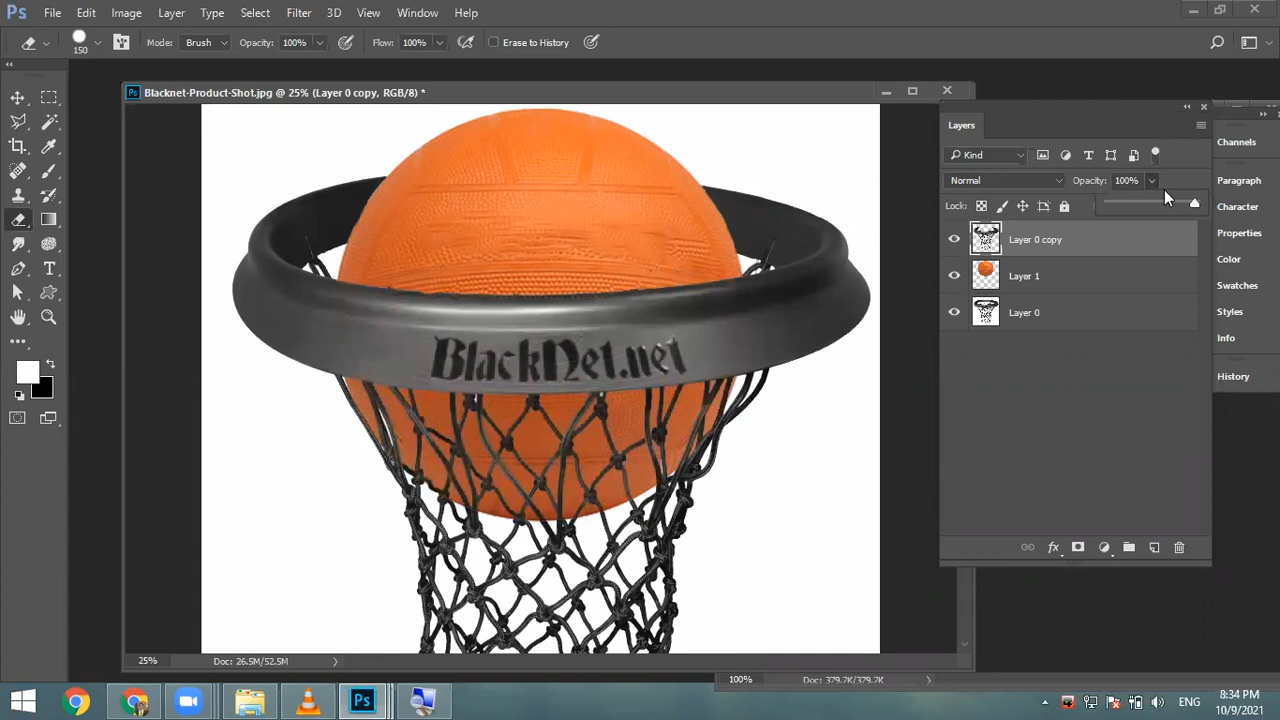 Ps File Edit Image Layer Type Select Filter 3D View Window Help
150 Mode: Brush Opacity: 100% Flow: 100% Erase to History
Ps Blacknet-Product-Shot.jpg @ 25% (Layer 0 copy, RGB/8) *
Layers
Kind
Normal Opacity: 100%
Lock:
Layer 0 copy
Layer 1
Layer 0
Channels
Paragraph
Character
Properties
Color
Swatches
Styles
Info
History
BlackNet.net
25% Doc: 26.5M/52.5M
100% Doc: 379.7K/379.7K
Ps
ENG
8:34 PM
10/9/2021